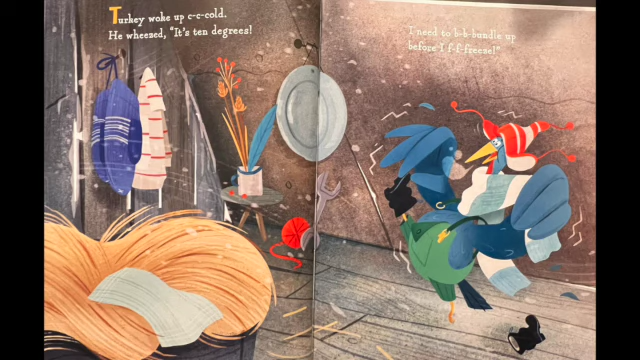 Turkey woke up c-c-cold.
He wheezed, "It's ten degrees!
I need to b-b-bundle up
before I f-f-freeze!"